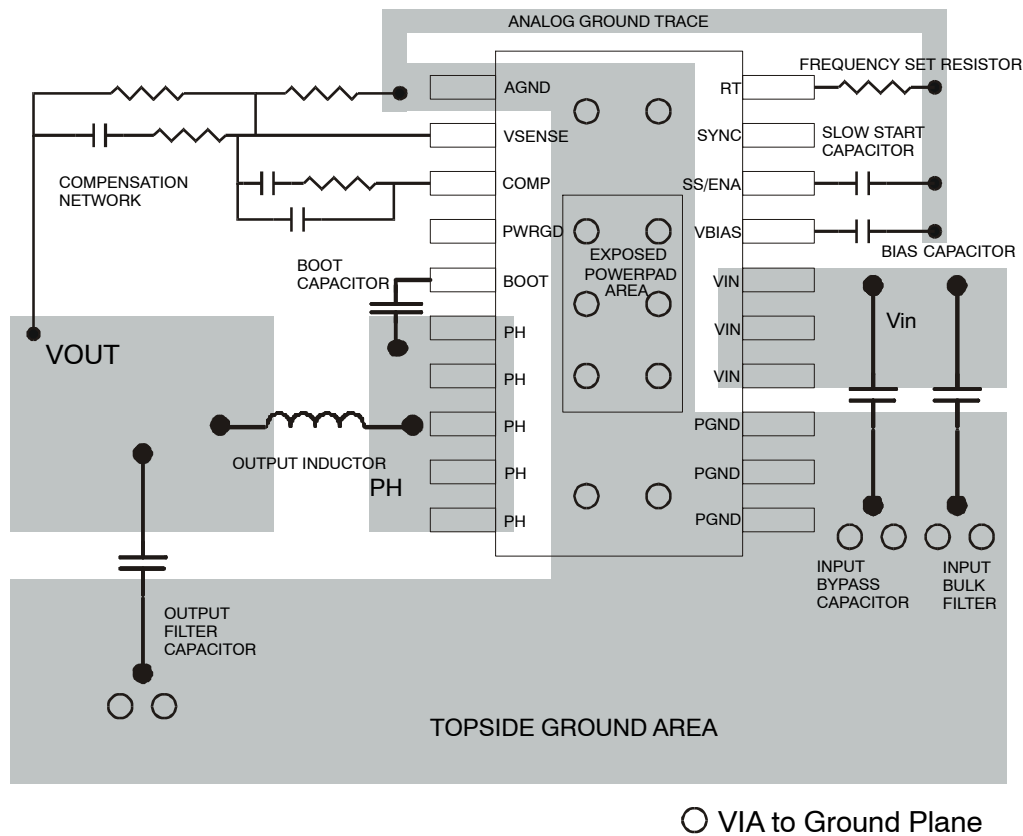 ANALOG GROUND TRACE
FREQUENCY SET RESISTOR
AGND
RT
VSENSE
SYNC
SLOW START
CAPACITOR
COMPENSATION
NETWORK
COMP
SS/ENA
PWRGD
VBIAS
BIAS CAPACITOR
EXPOSED
POWERPAD
AREA
BOOT
CAPACITOR
BOOT
VIN
PH
VIN
Vin
VOUT
PH
VIN
PH
PGND
OUTPUT INDUCTOR
PH
PH
PGND
PH
PGND
INPUT
BYPASS
CAPACITOR
INPUT
BULK
FILTER
OUTPUT
FILTER
CAPACITOR
TOPSIDE GROUND AREA
VIA to Ground Plane